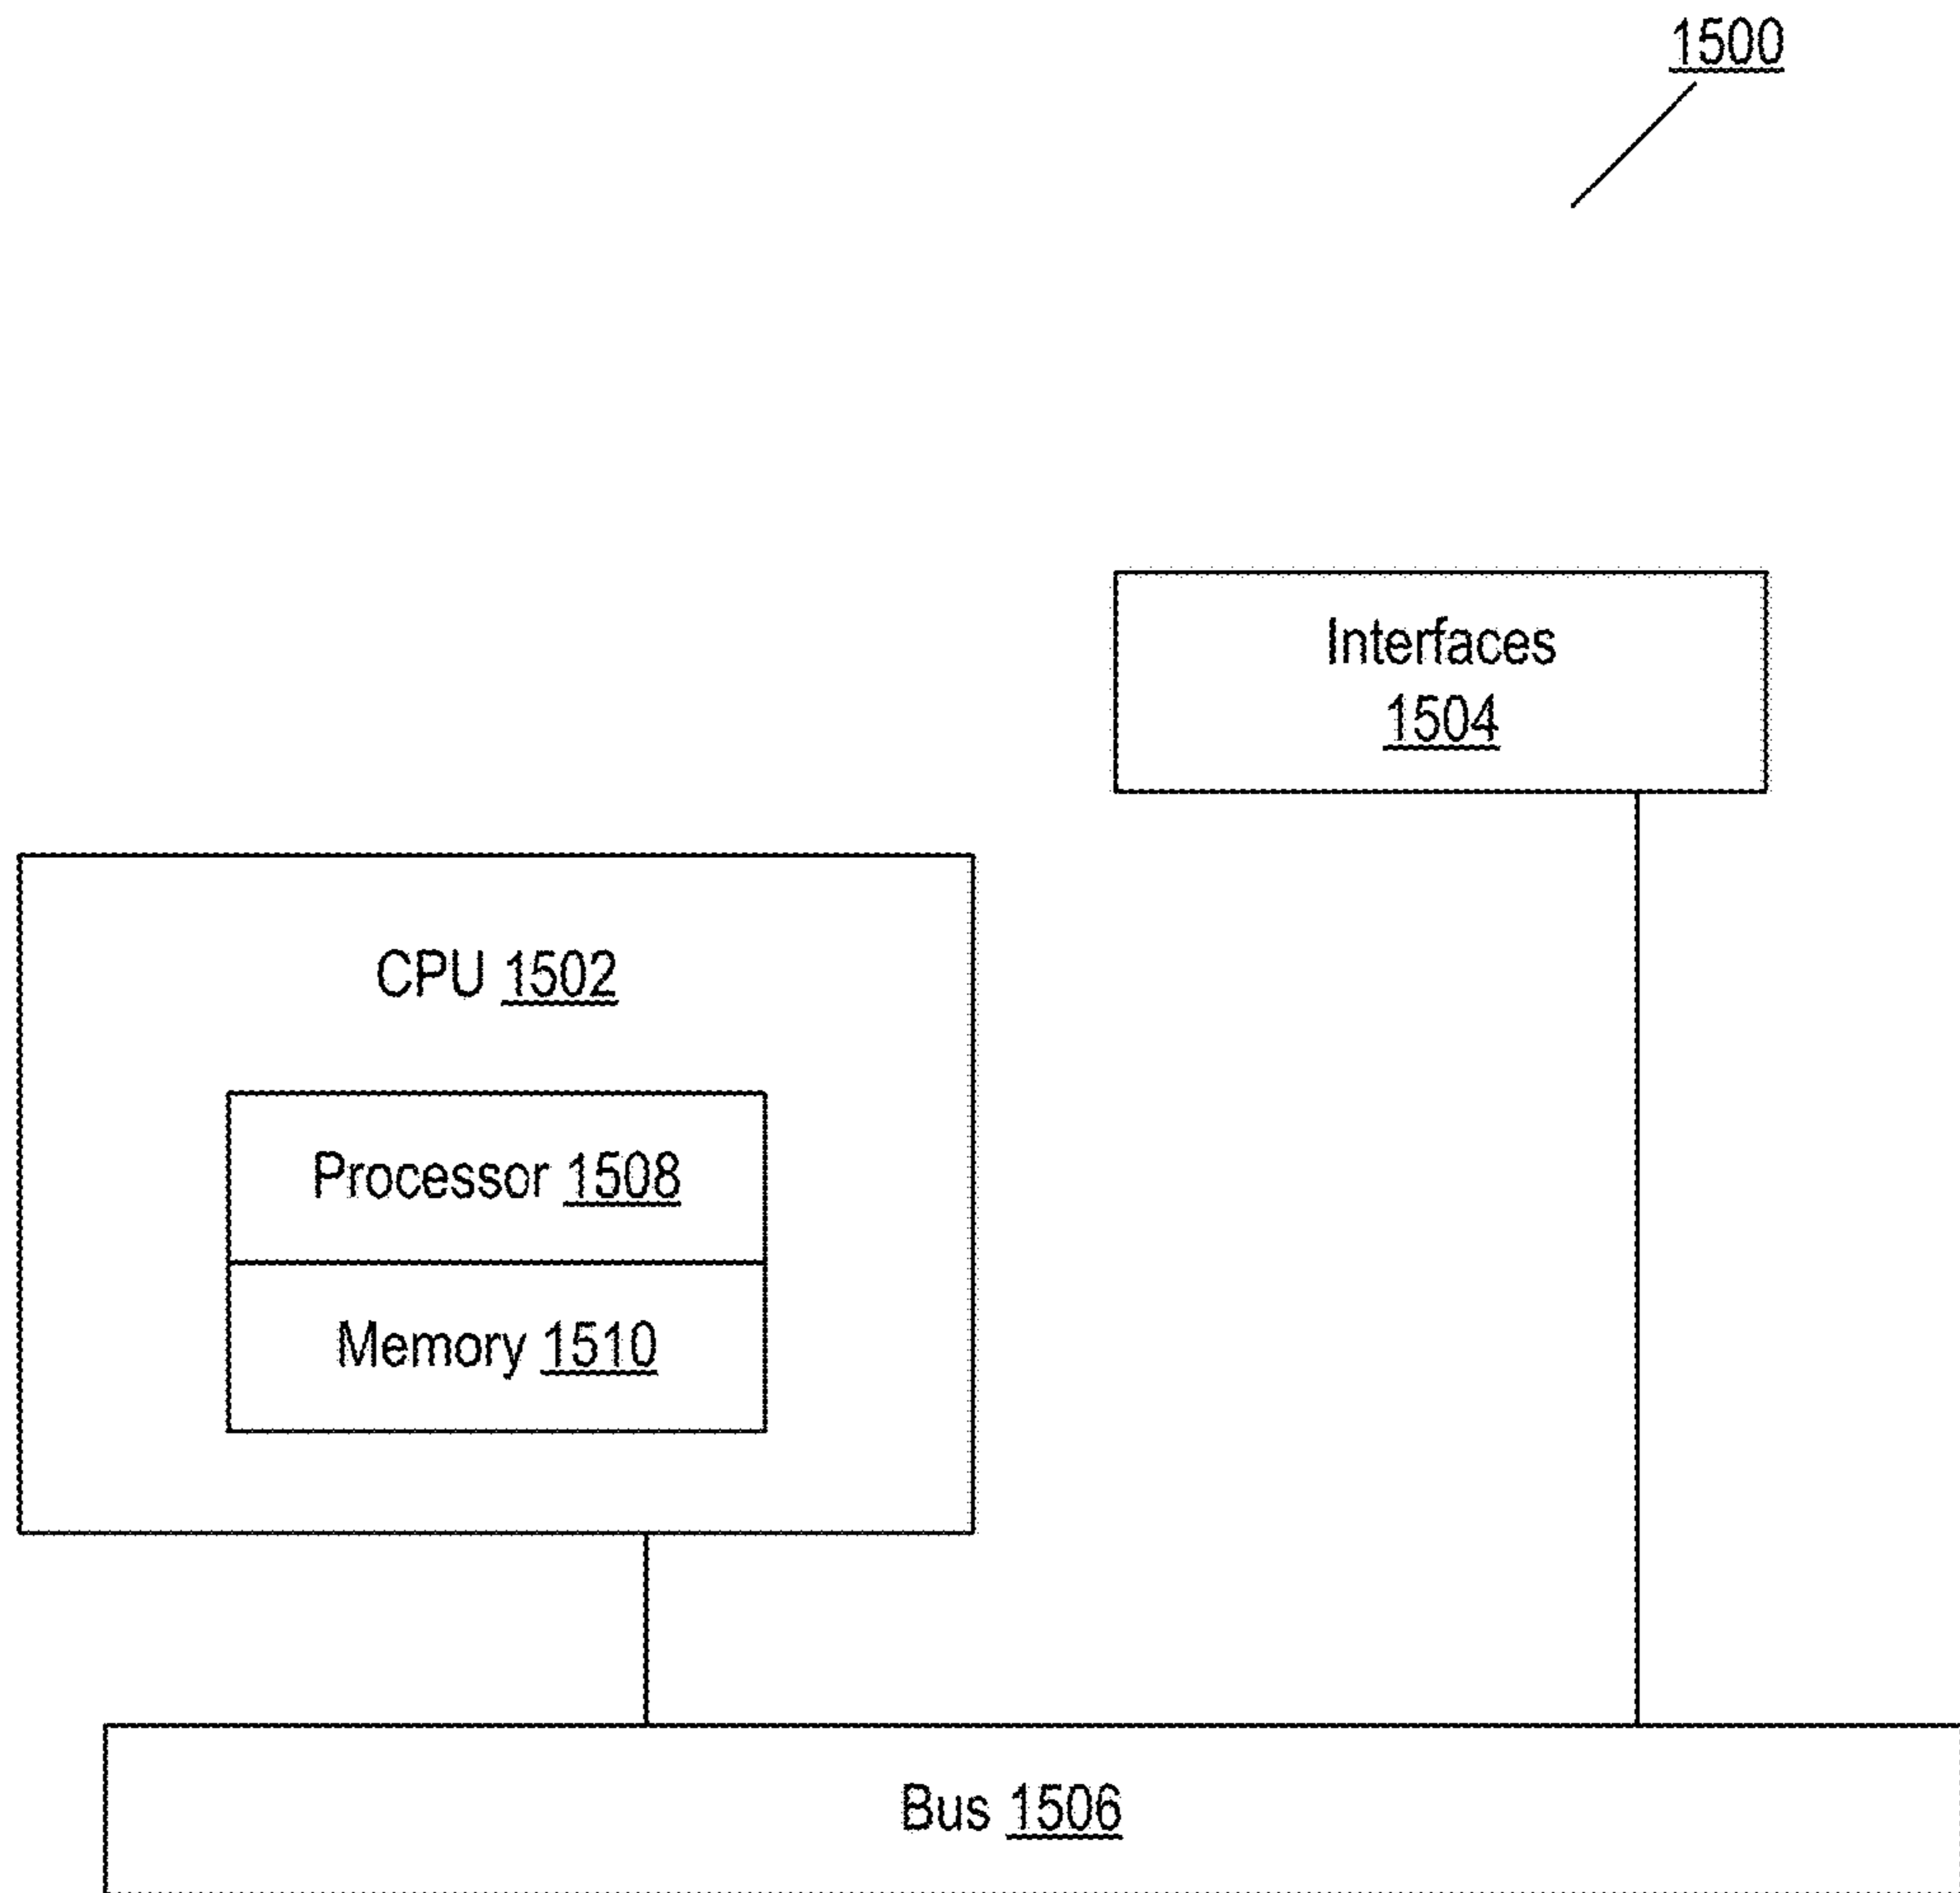 1500
Interfaces
1504
CPU 1502
Processor 1508
Memory 1510
Bus 1506